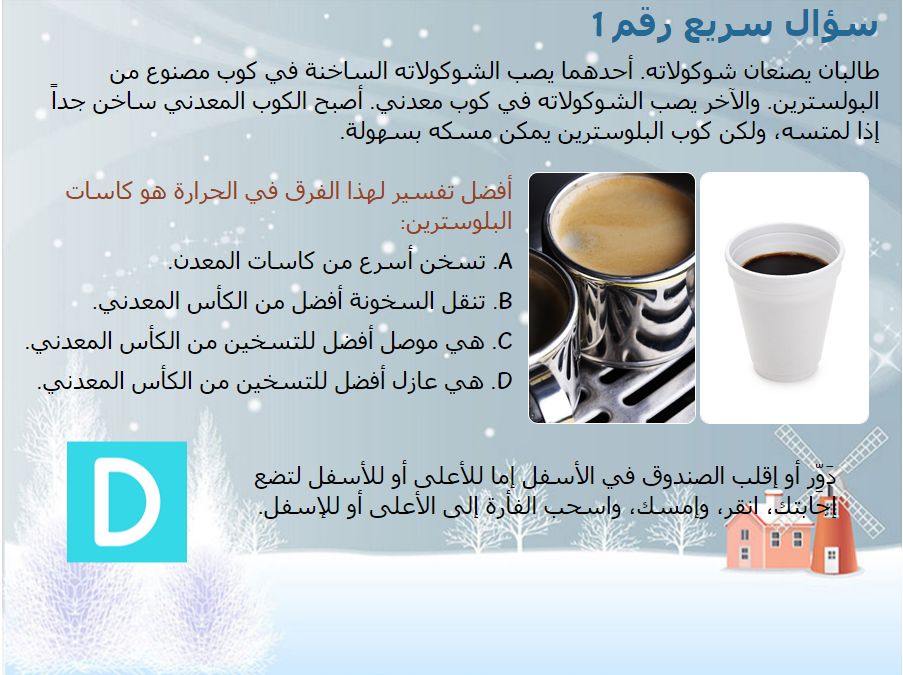 سؤال سريع رقم 1
طالبان يصنعان شوكولاته. أحدهما يصب الشوكولاته الساخنة في كوب مصنوع من
البولسترين. والآخر يصب الشوكولاته في كوب معدني. أصبح الكوب المعدني ساخن جداً
إذا لمتسه، ولكن كوب البلوسترين يمكن مسكه بسهولة.
أفضل تفسير لهذا الفرق في الحرارة هو كاسات
البلوسترين:
A. تسخن أسرع من كاسات المعدن.
B. تنقل السخونة أفضل من الكأس المعدني.
C. هي موصل أفضل للتسخين من الكأس المعدني.
D. هي عازل أفضل للتسخين من الكأس المعدني.
دَوِّر أو إقلب الصندوق في الأسفل إما للأعلى أو للأسفل لتضع
إجابتك، انقر، وإمسك، واسحب الفأرة إلى الأعلى أو للإسفل.
D